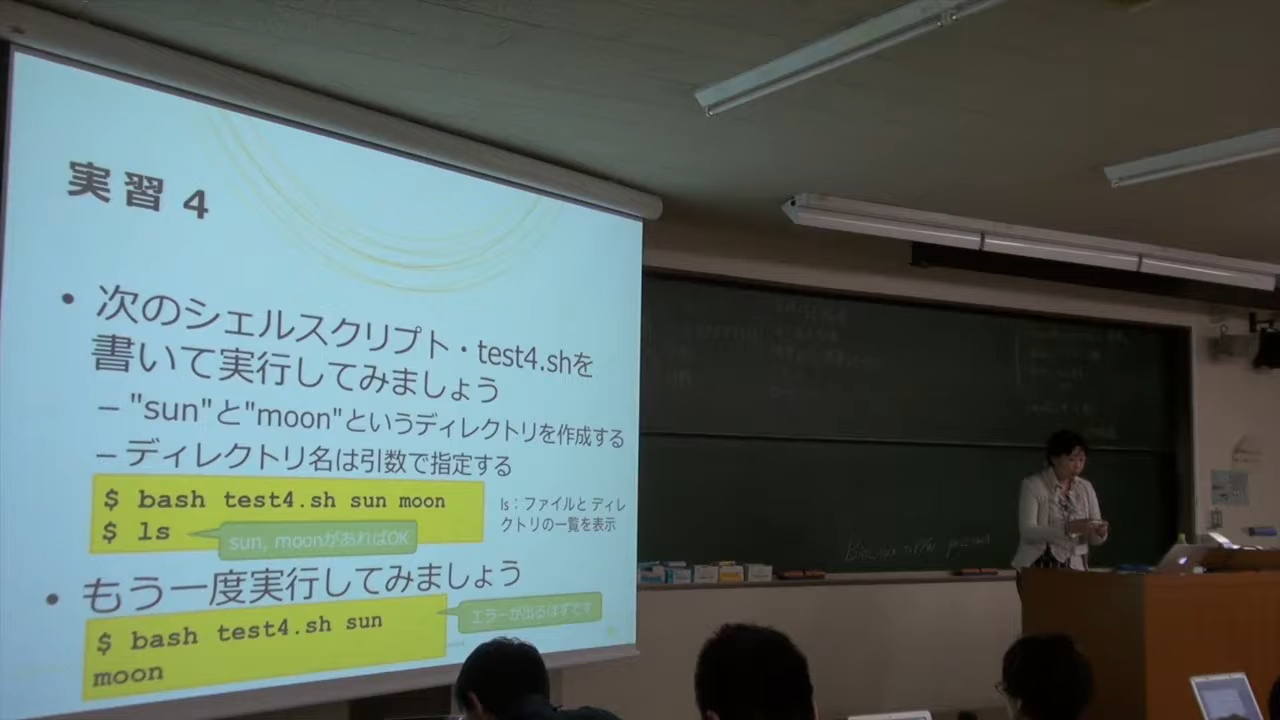 実習 4
• 次のシェルスクリプト・test4.shを
書いて実行してみましょう
– "sun"と"moon"というディレクトリを作成する
– ディレクトリ名は引数で指定する
$ bash test4.sh sun moon
$ ls
sun, moonがあればOK
ls：ファイルと ディレ
クトリの一覧を表示
• もう一度実行してみましょう
$ bash test4.sh sun
moon
エラーが出るはずです